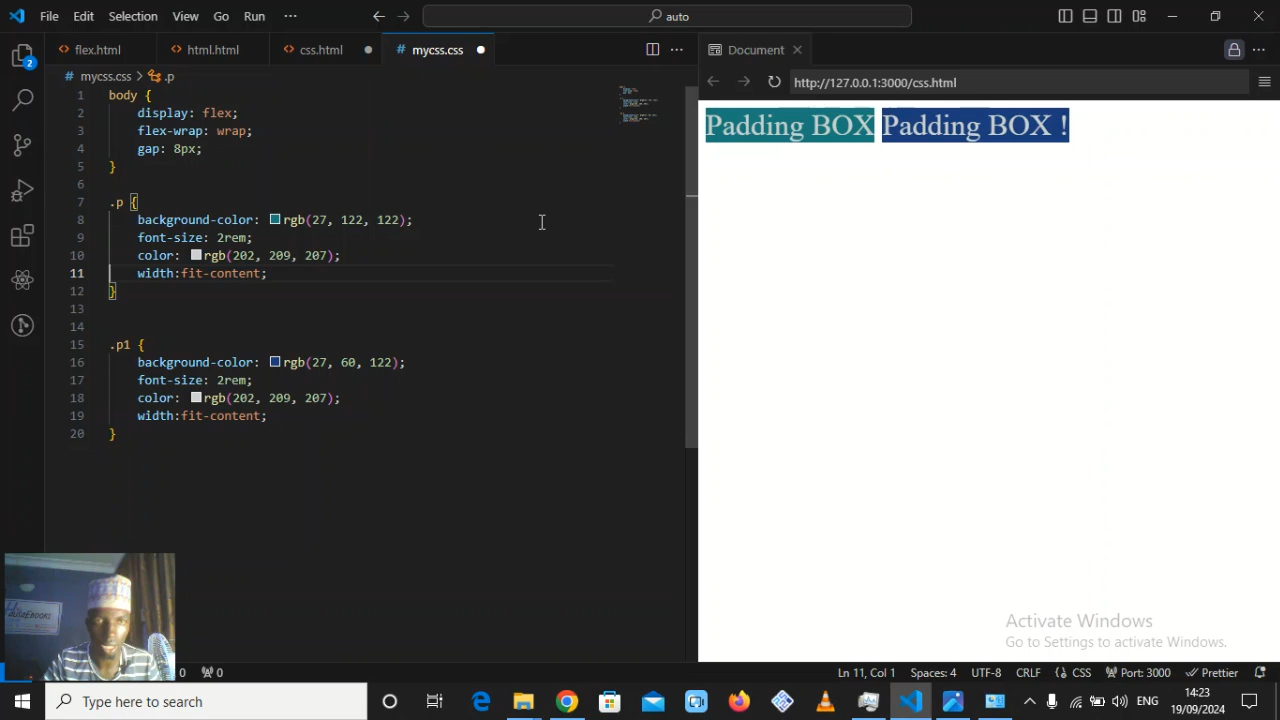 File Edit Selection View Go Run ··· auto
flex.html html.html css.html # mycss.css Document
# mycss.css > .p http://127.0.0.1:3000/css.html
1 body {
2 display: flex;
3 flex-wrap: wrap;
4 gap: 8px;
5 }
6
7 .p {
8 background-color: rgb(27, 122, 122);
9 font-size: 2rem;
10 color: rgb(202, 209, 207);
11 width:fit-content;
12 }
13
14
15 .p1 {
16 background-color: rgb(27, 60, 122);
17 font-size: 2rem;
18 color: rgb(202, 209, 207);
19 width:fit-content;
20 }
Padding BOX Padding BOX !
2
Activate Windows
Go to Settings to activate Windows.
0 0 Ln 11, Col 1 Spaces: 4 UTF-8 CRLF CSS Port: 3000 Prettier
Type here to search ENG 14:23
19/09/2024